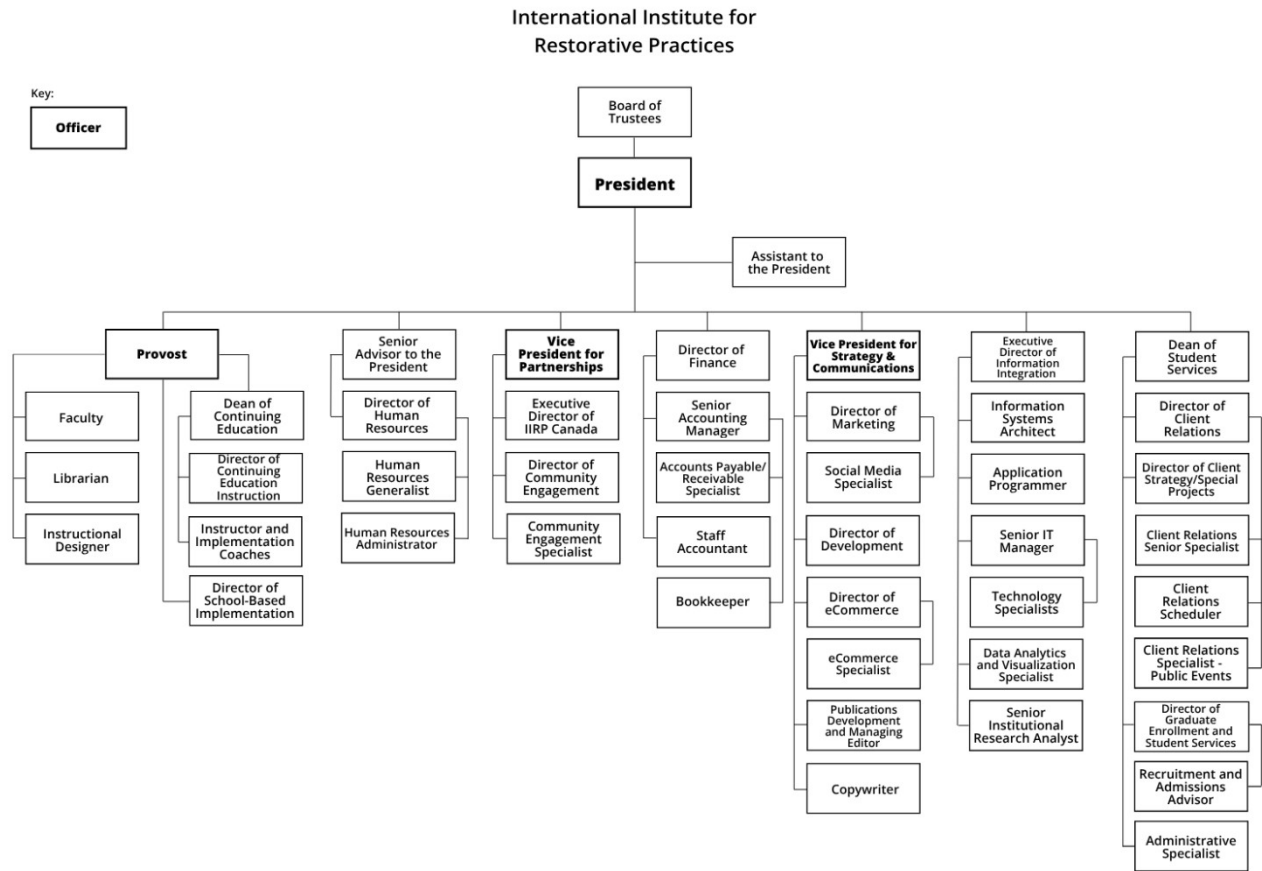 International Institute for
Restorative Practices
Key:
Officer
Board of
Trustees
President
Assistant to
the President
Provost
Faculty
Librarian
Instructional
Designer
Dean of
Continuing
Education
Director of
Continuing
Education
Instruction
Instructor and
Implementation
Coaches
Director of
School-Based
Implementation
Senior
Advisor to the
President
Director of
Human
Resources
Human
Resources
Generalist
Human Resources
Administrator
Vice
President for
Partnerships
Executive
Director of
IIRP Canada
Director of
Community
Engagement
Community
Engagement
Specialist
Director of
Finance
Senior
Accounting
Manager
Accounts Payable/
Receivable
Specialist
Staff
Accountant
Bookkeeper
Vice President for
Strategy &
Communications
Director of
Marketing
Social Media
Specialist
Director of
Development
Director of
eCommerce
eCommerce
Specialist
Publications
Development
and Managing
Editor
Copywriter
Executive
Director of
Information
Integration
Information
Systems
Architect
Application
Programmer
Senior IT
Manager
Technology
Specialists
Data Analytics
and Visualization
Specialist
Senior
Institutional
Research Analyst
Dean of
Student
Services
Director of
Client
Relations
Director of Client
Strategy/Special
Projects
Client Relations
Senior Specialist
Client
Relations
Scheduler
Client Relations
Specialist -
Public Events
Director of
Graduate
Enrollment and
Student Services
Recruitment and
Admissions
Advisor
Administrative
Specialist